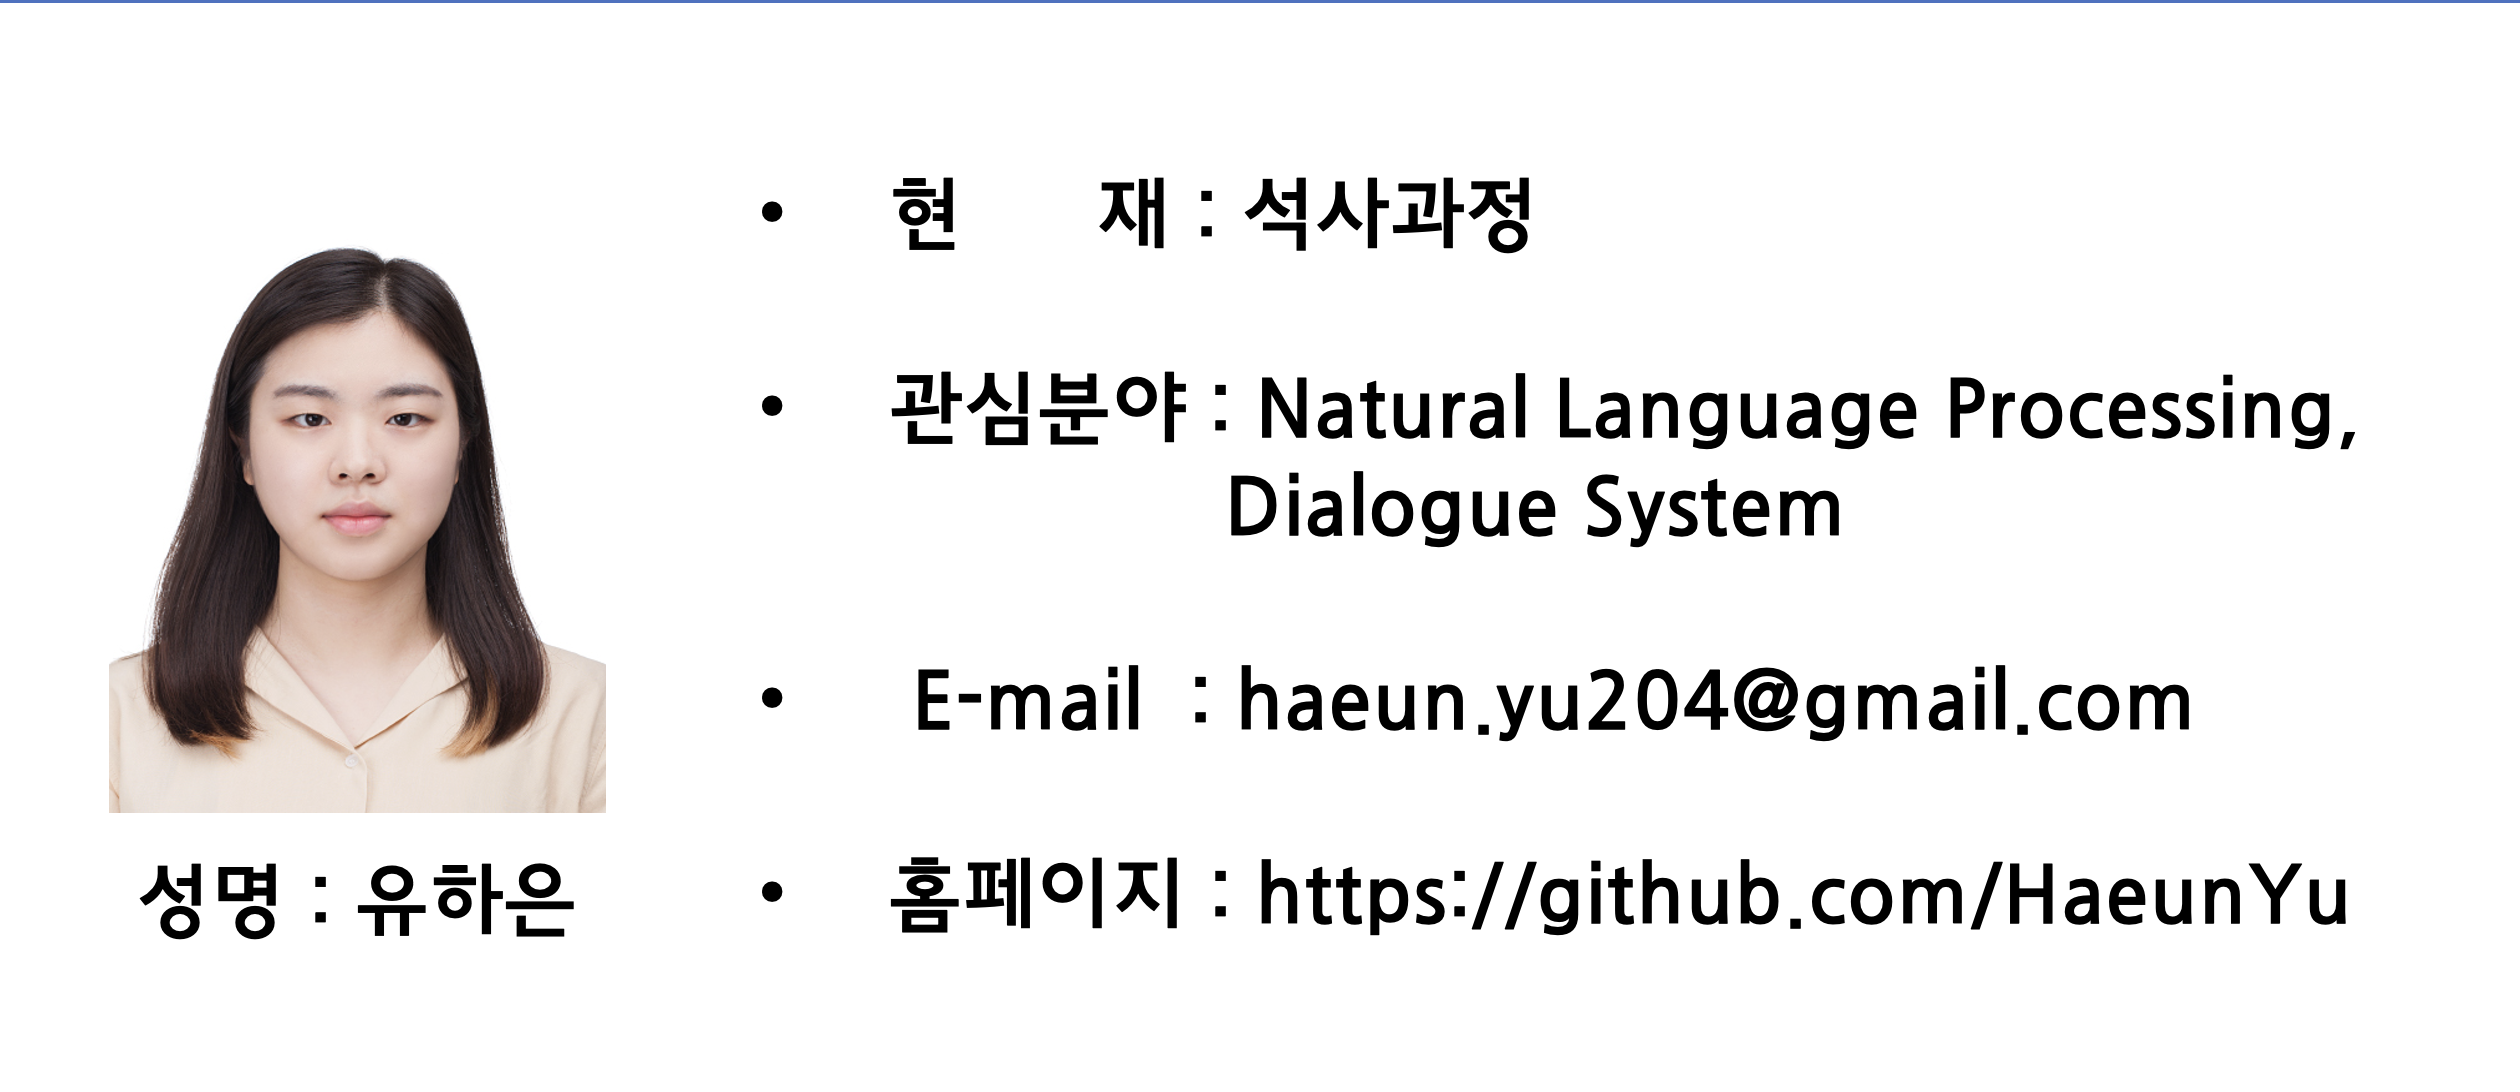 • 현 재 : 석사과정
• 관심분야 : Natural Language Processing,
Dialogue System
• E-mail : haeun.yu204@gmail.com
• 홈페이지 : https://github.com/HaeunYu
성명 : 유하은